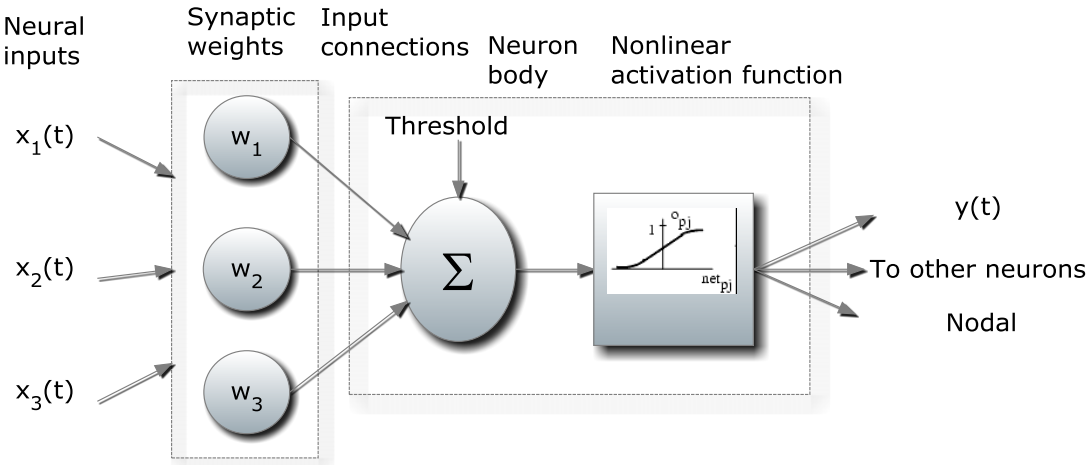 Neural
inputs
Synaptic
weights
Input
connections
Neuron
body
Nonlinear
activation function
x1(t)
x2(t)
x3(t)
w1
w2
w3
Threshold
Σ
1
opj
netpj
y(t)
To other neurons
Nodal